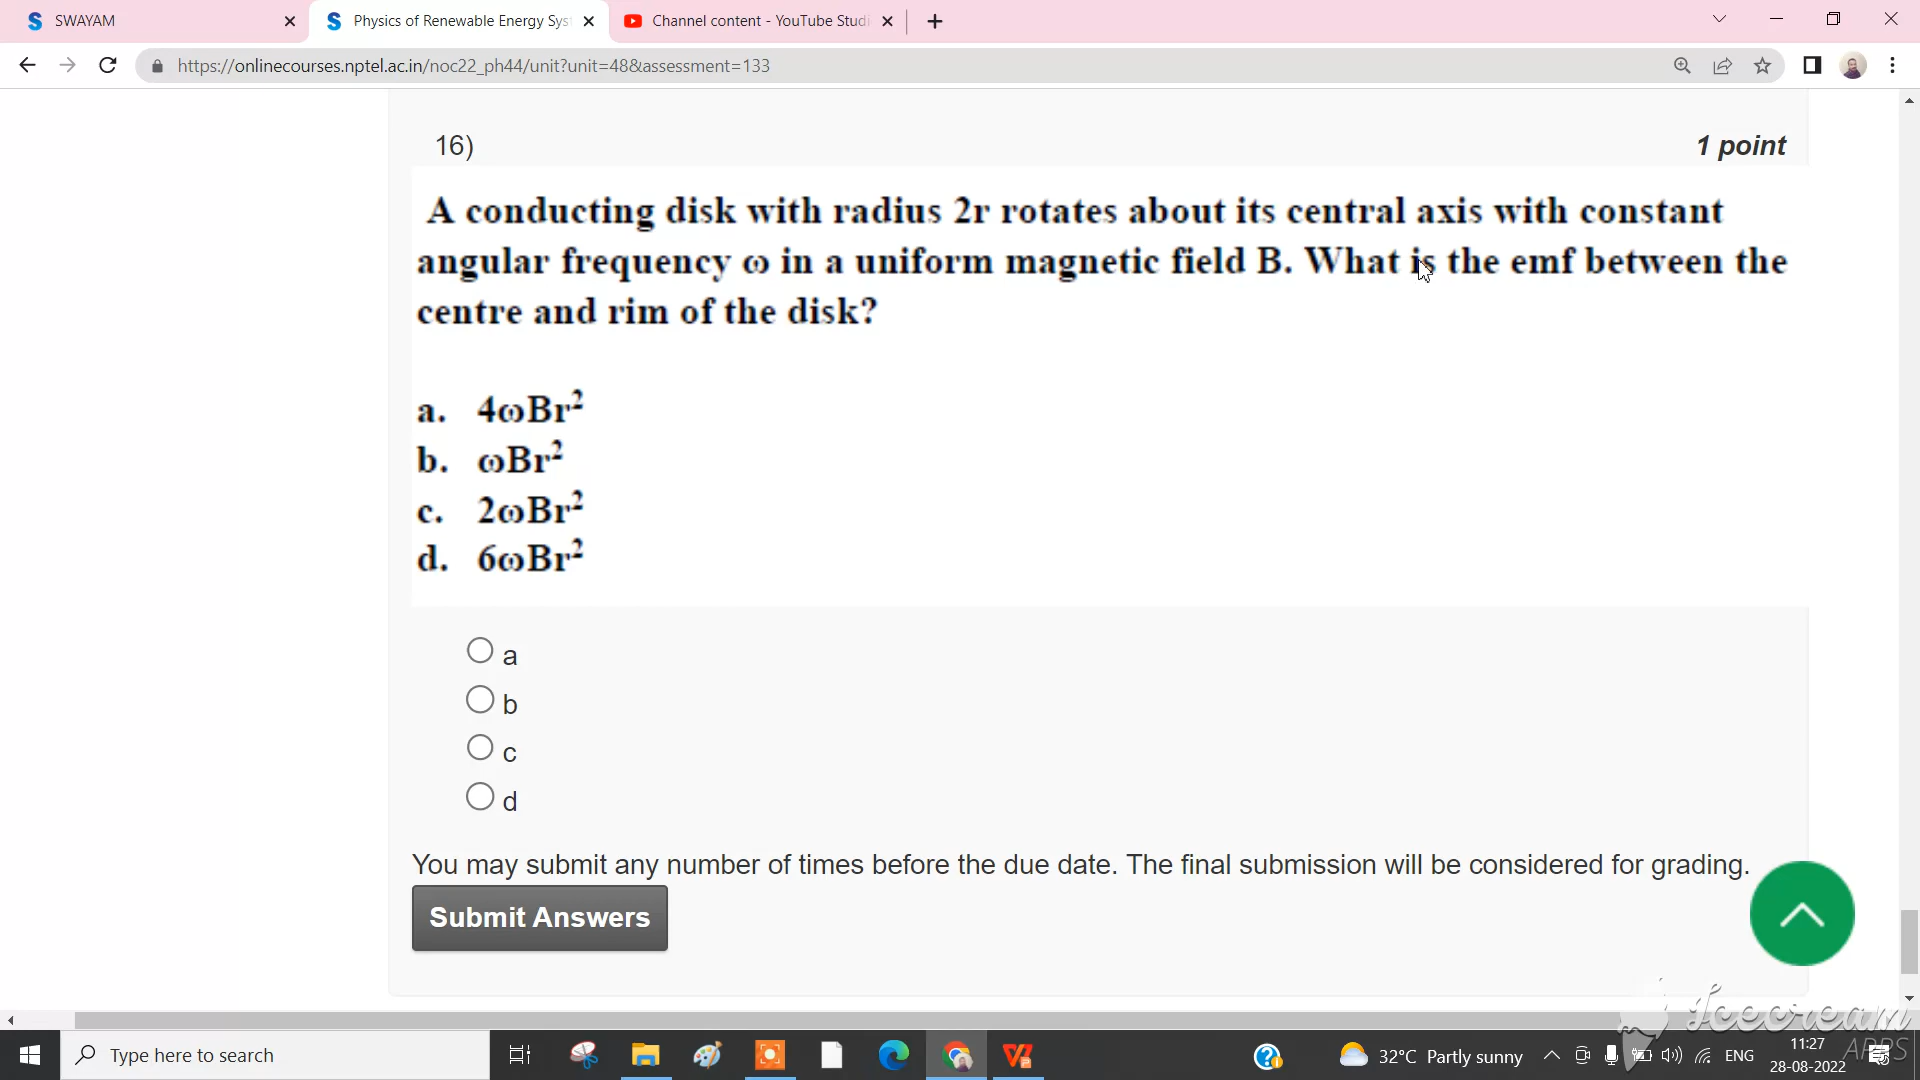 SWAYAM
Physics of Renewable Energy Sys
Channel content - YouTube Studi
https://onlinecourses.nptel.ac.in/noc22_ph44/unit?unit=48&assessment=133
16)
1 point
A conducting disk with radius 2r rotates about its central axis with constant
angular frequency ω in a uniform magnetic field B. What is the emf between the
centre and rim of the disk?
a. 4ωBr²
b. ωBr²
c. 2ωBr²
d. 6ωBr²
a
b
c
d
You may submit any number of times before the due date. The final submission will be considered for grading.
Submit Answers
Icecream
APPS
Type here to search
32°C Partly sunny
ENG
11:27
28-08-2022